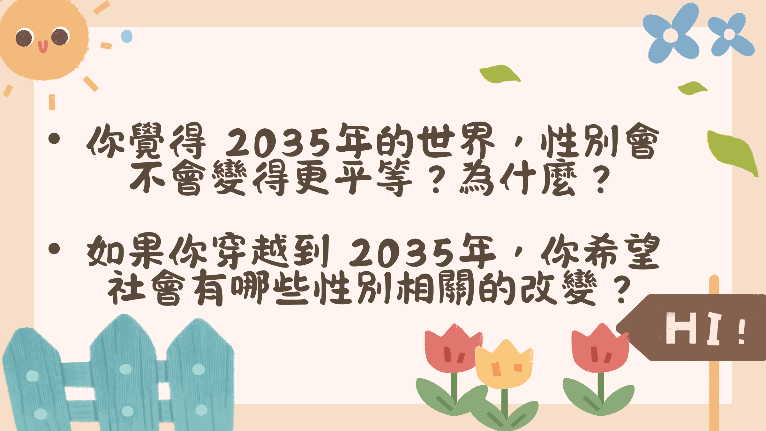 • 你覺得 2035年的世界，性別會
不會變得更平等？為什麼？
• 如果你穿越到 2035年，你希望
社會有哪些性別相關的改變？
HI！